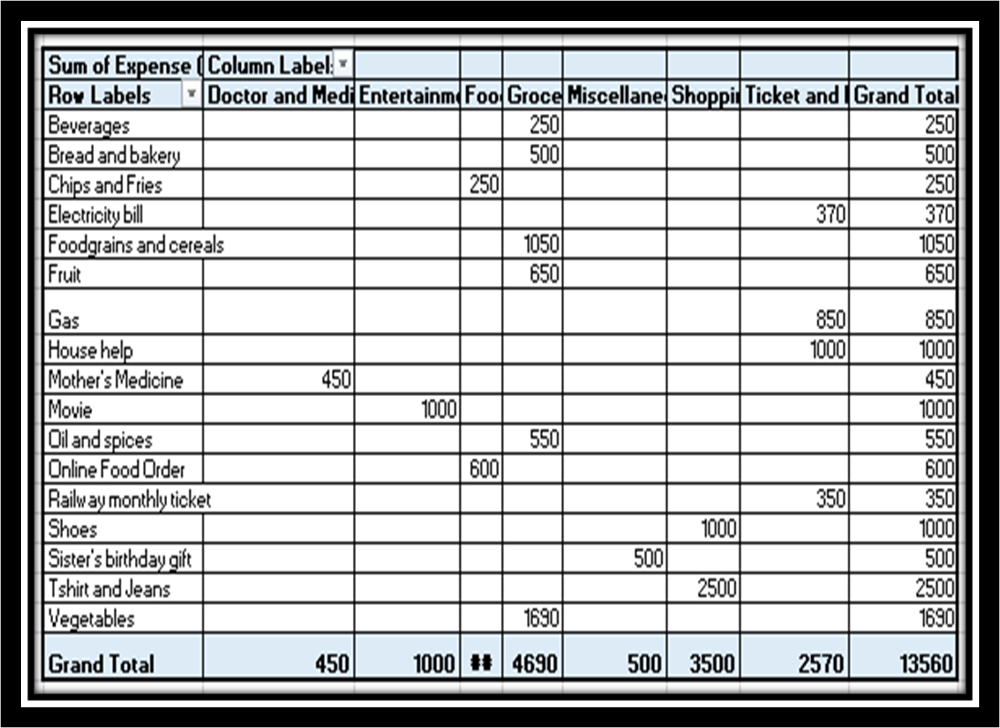 Sum of Expense ( Column Label:
Row Labels Doctor and Medi Entertainm Foo Groce Miscellane Shoppi Ticket and Grand Total
Beverages 250 250
Bread and bakery 500 500
Chips and Fries 250 250
Electricity bill 370 370
Foodgrains and cereals 1050 1050
Fruit 650 650
Gas 850 850
House help 1000 1000
Mother's Medicine 450 450
Movie 1000 1000
Oil and spices 550 550
Online Food Order 600 600
Railway monthly ticket 350 350
Shoes 1000 1000
Sister's birthday gift 500 500
Tshirt and Jeans 2500 2500
Vegetables 1690 1690
Grand Total 450 1000 ## 4690 500 3500 2570 13560